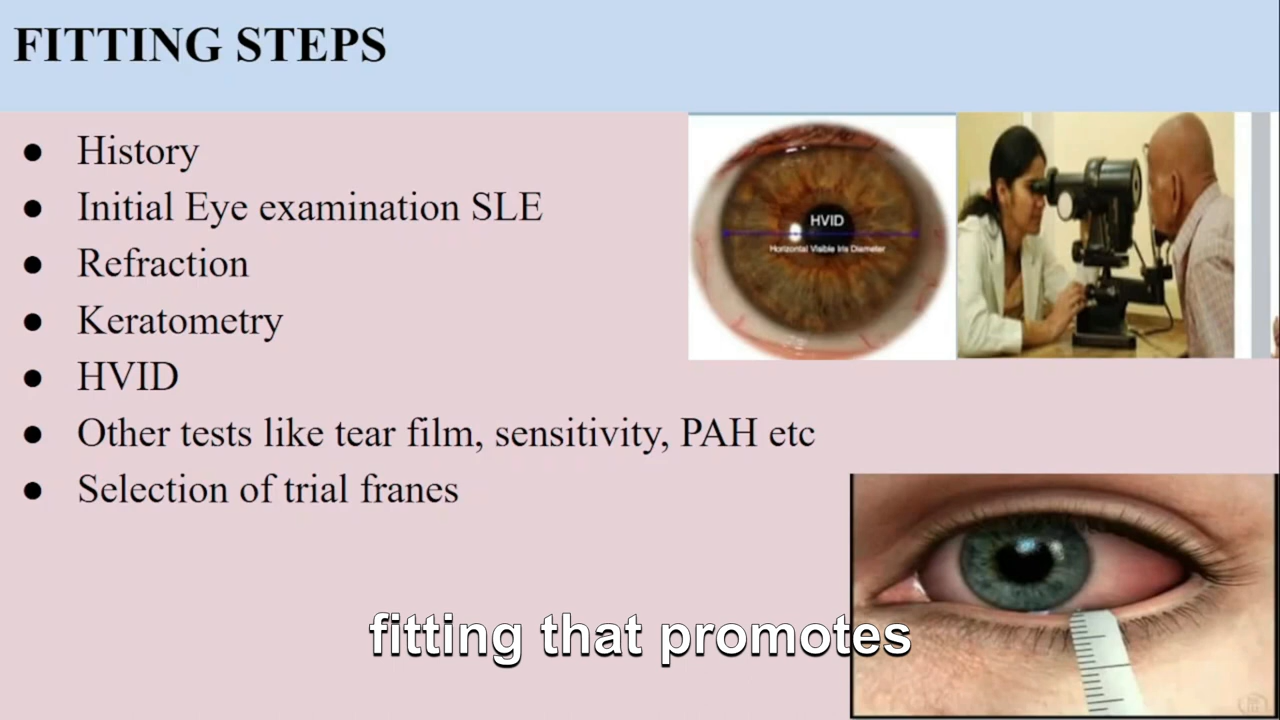 FITTING STEPS
● History
● Initial Eye examination SLE
● Refraction
● Keratometry
● HVID
● Other tests like tear film, sensitivity, PAH etc
● Selection of trial franes
HVID
Horizontal Visible Iris Diameter
fitting that promotes